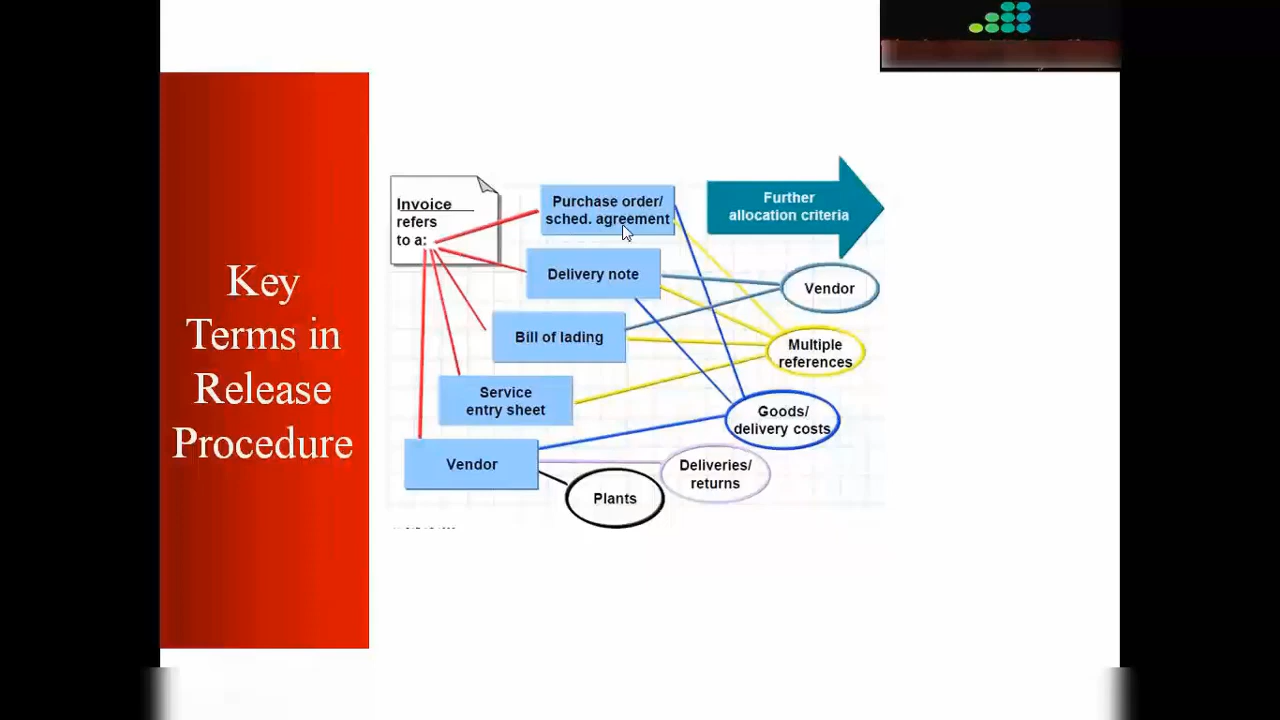 Key
Terms in
Release
Procedure
Invoice
refers
to a:
Purchase order/
sched. agreement
Further
allocation criteria
Delivery note
Vendor
Bill of lading
Multiple
references
Service
entry sheet
Goods/
delivery costs
Vendor
Deliveries/
returns
Plants